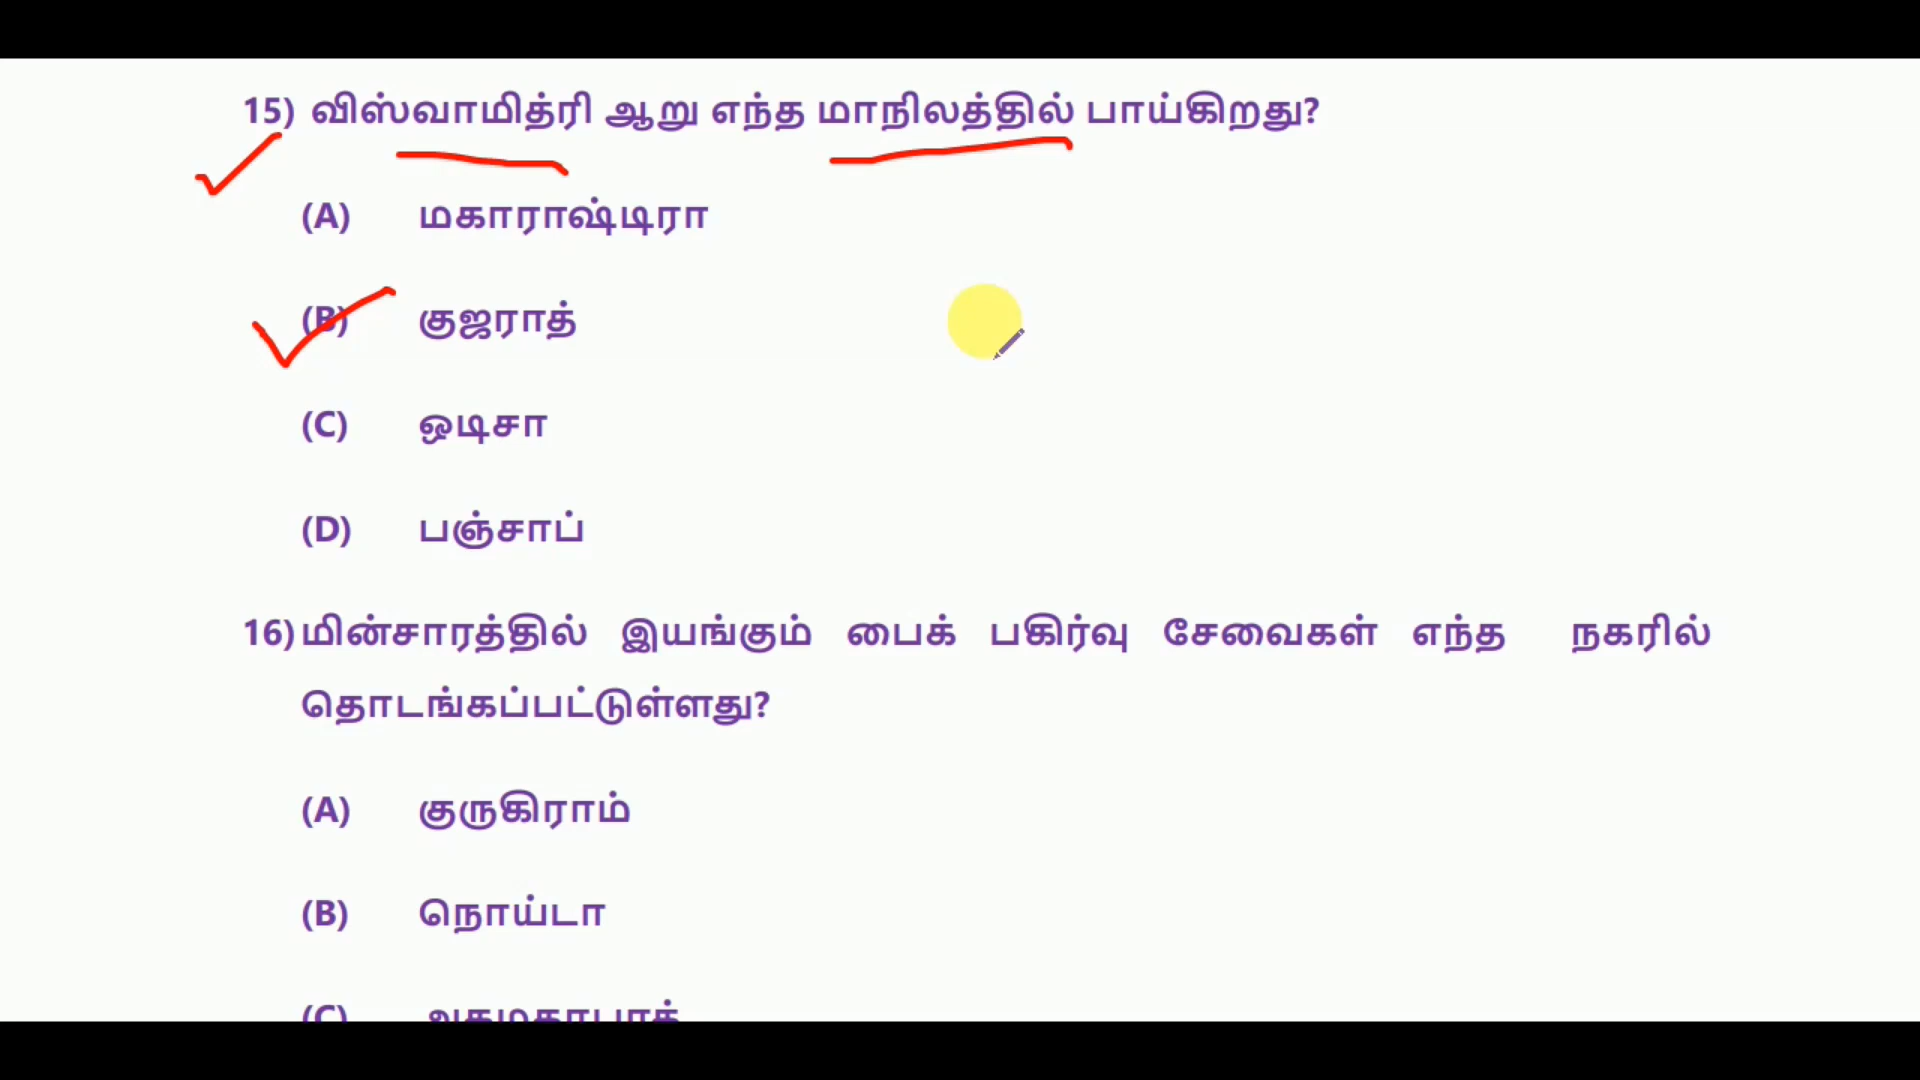 15) விஸ்வாமித்ரி ஆறு எந்த மாநிலத்தில் பாய்கிறது?
(A) மகாராஷ்டிரா
(B) குஜராத்
(C) ஒடிசா
(D) பஞ்சாப்
16) மின்சாரத்தில் இயங்கும் பைக் பகிர்வு சேவைகள் எந்த நகரில்
தொடங்கப்பட்டுள்ளது?
(A) குருகிராம்
(B) நொய்டா
(C)